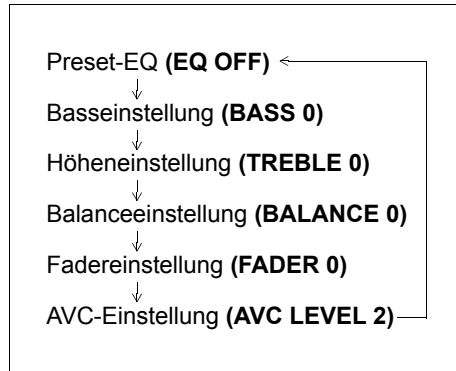 Preset-EQ (EQ OFF)
Basseinstellung (BASS 0)
Höheneinstellung (TREBLE 0)
Balanceeinstellung (BALANCE 0)
Fadereinstellung (FADER 0)
AVC-Einstellung (AVC LEVEL 2)